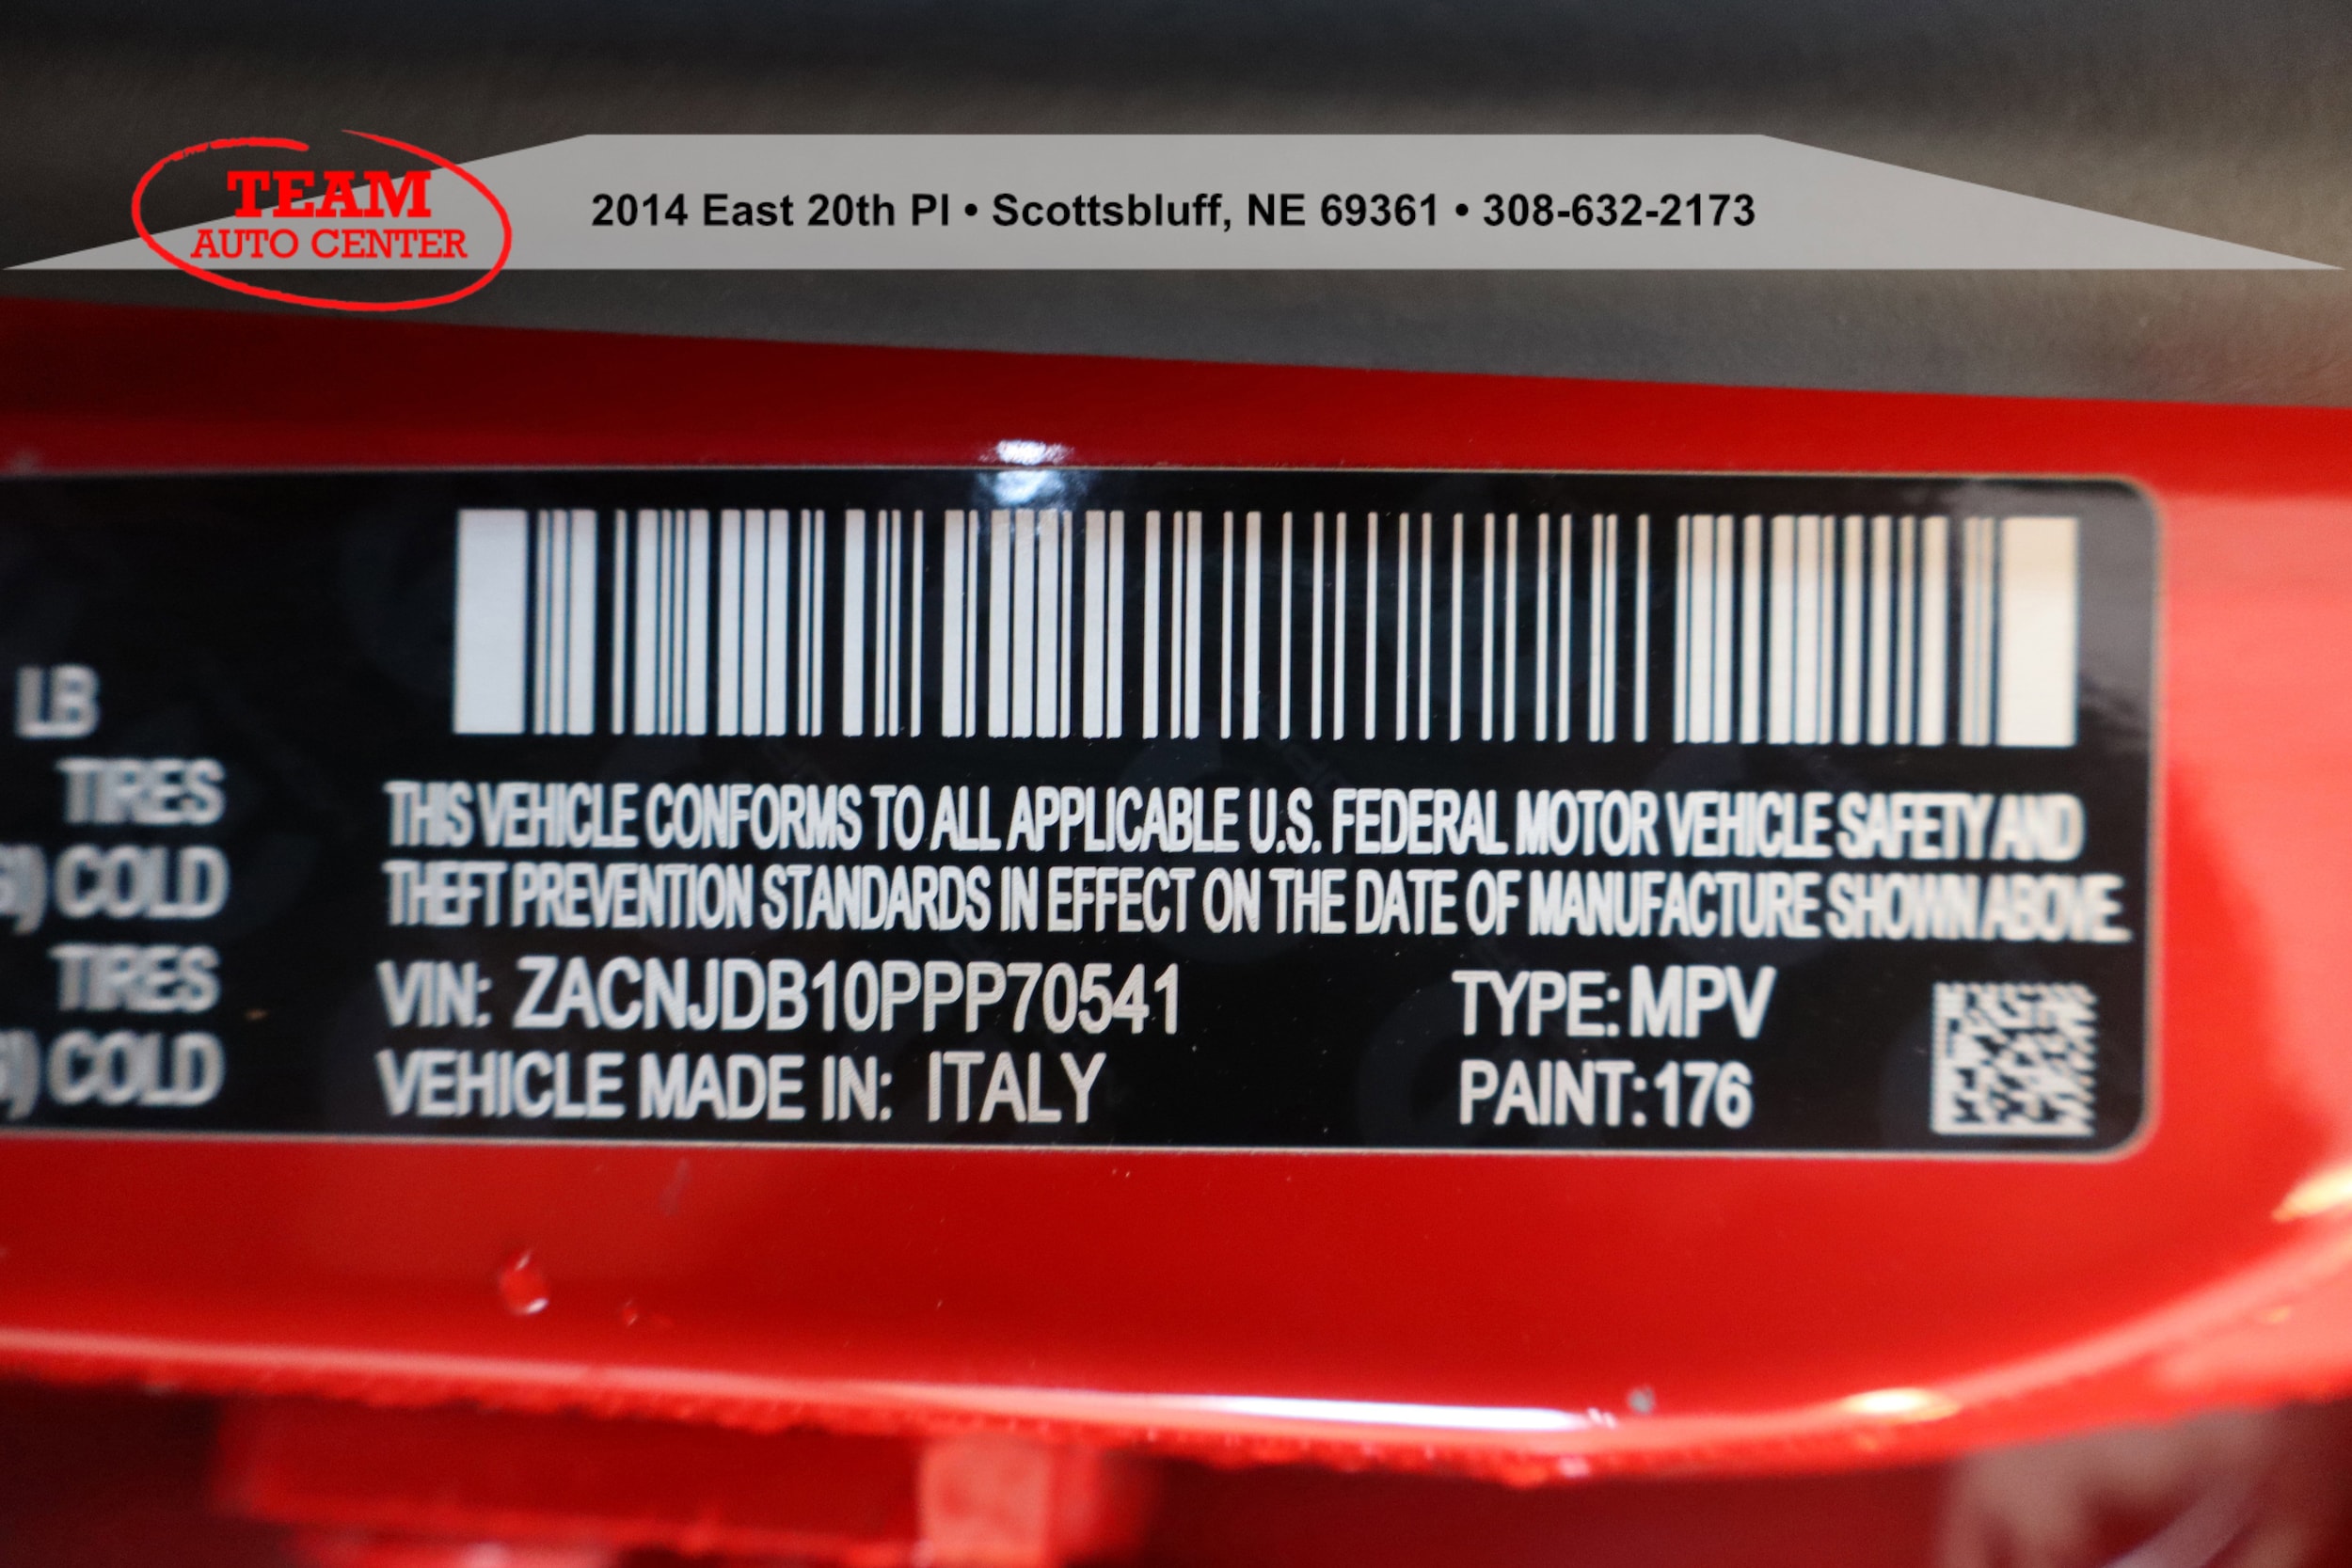 TEAM
AUTO CENTER
2014 East 20th Pl • Scottsbluff, NE 69361 • 308-632-2173
LB
TIRES
COLD
TIRES
COLD
THIS VEHICLE CONFORMS TO ALL APPLICABLE U.S. FEDERAL MOTOR VEHICLE SAFETY AND
THEFT PREVENTION STANDARDS IN EFFECT ON THE DATE OF MANUFACTURE SHOWN ABOVE.
VIN: ZACNJDB10PPP70541
TYPE: MPV
VEHICLE MADE IN: ITALY
PAINT: 176